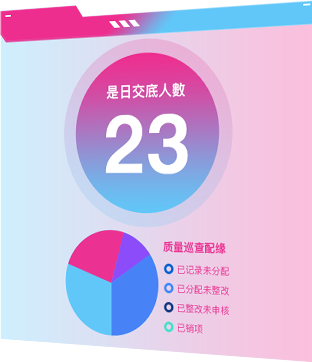 是日交底人數
23
质量巡查配缘
已记录未分配
已分配未整改
已整改未申核
已销项